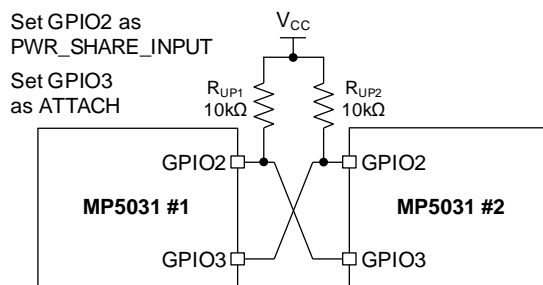 Set GPIO2 as
PWR_SHARE_INPUT
Set GPIO3
as ATTACH
VCC
RUP1
10kΩ
RUP2
10kΩ
GPIO2
GPIO2
MP5031 #1
MP5031 #2
GPIO3
GPIO3